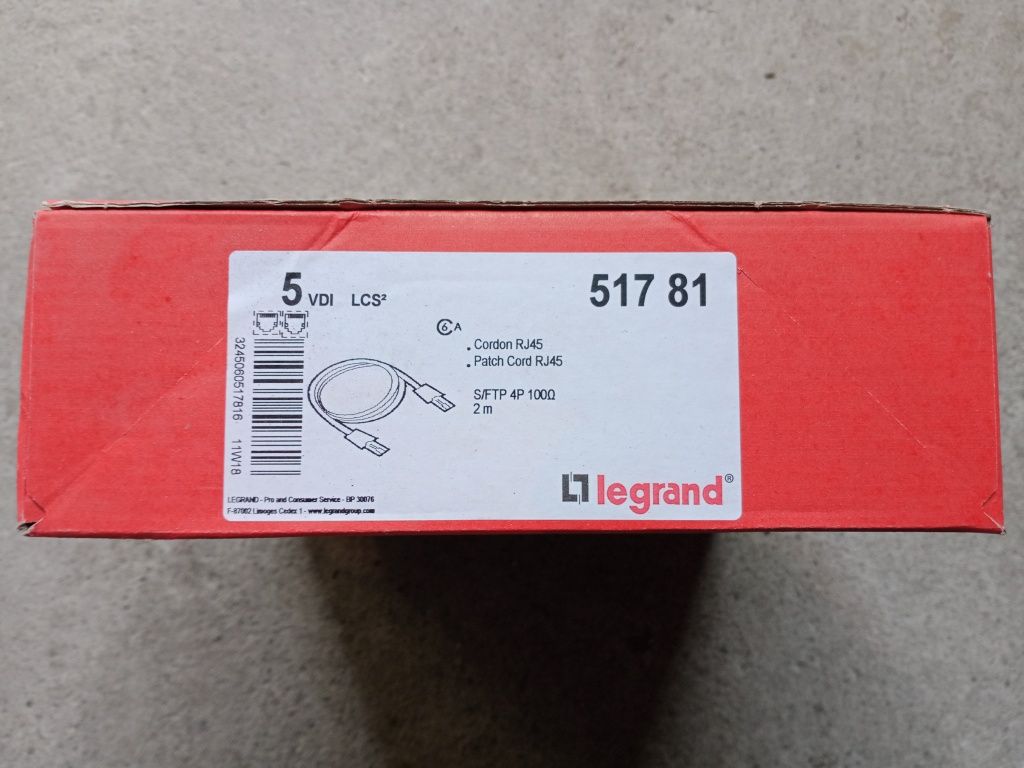 5 VDI LCS²
517 81
6 A
. Cordon RJ45
. Patch Cord RJ45
S/FTP 4P 100Ω
2 m
3245060517816 11W18
LEGRAND - Pro and Consumer Service - BP 30076
F-87002 Limoges Cedex 1 - www.legrandgroup.com
legrand®